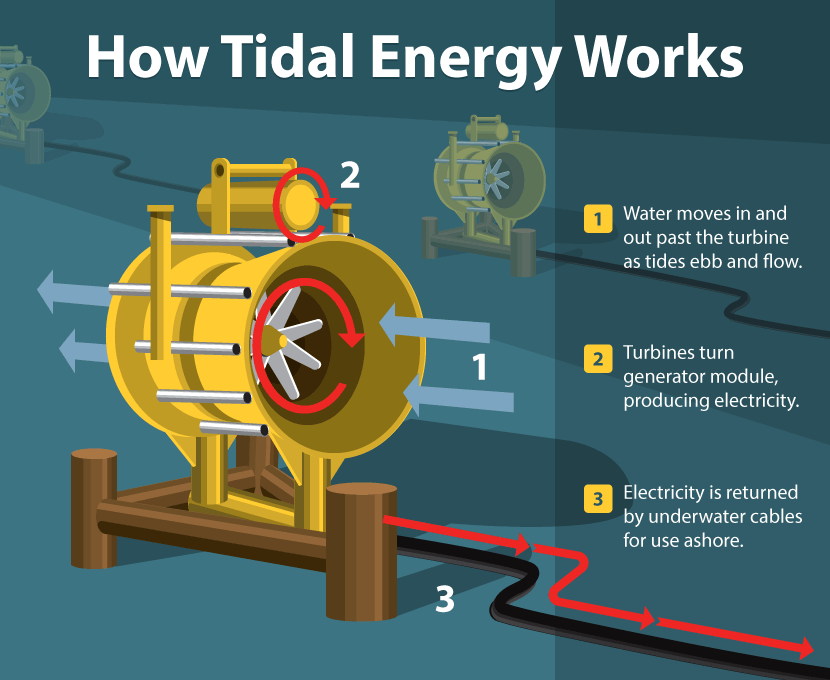 How Tidal Energy Works
2
1
3
1 Water moves in and
out past the turbine
as tides ebb and flow.
2 Turbines turn
generator module,
producing electricity.
3 Electricity is returned
by underwater cables
for use ashore.